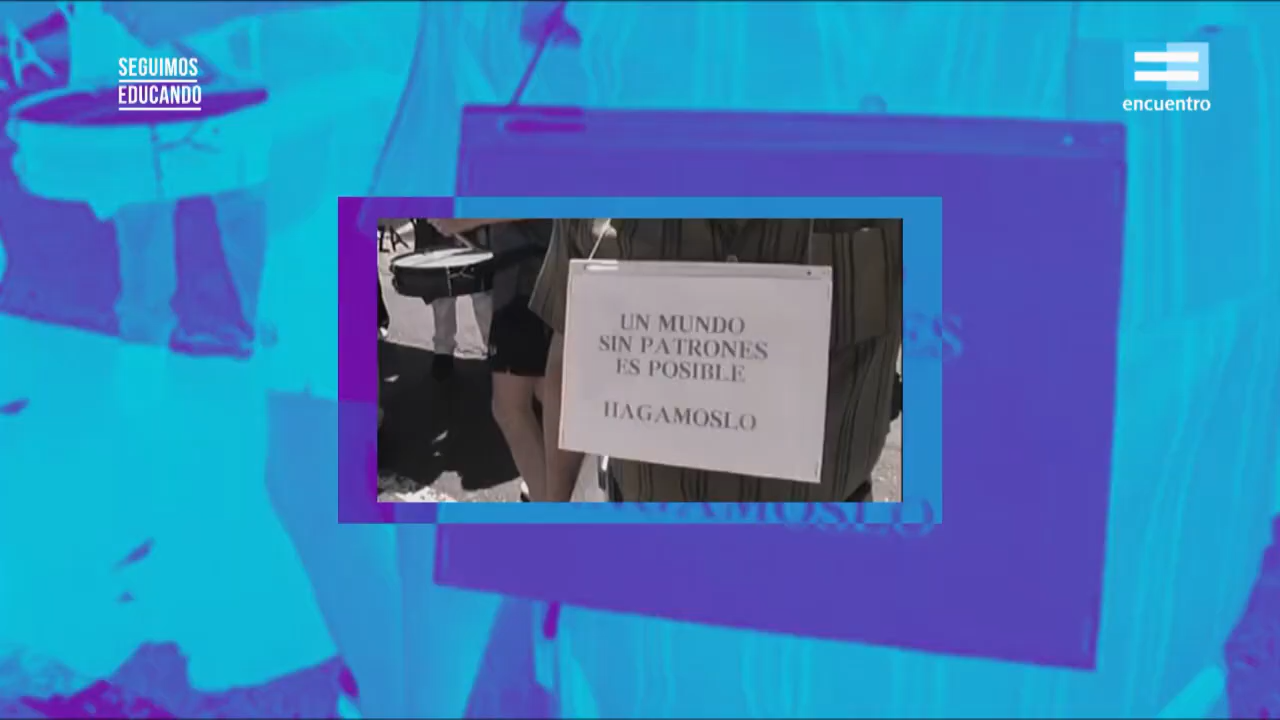 SEGUIMOS
EDUCANDO
encuentro
UN MUNDO
SIN PATRONES
ES POSIBLE
HAGAMOSLO